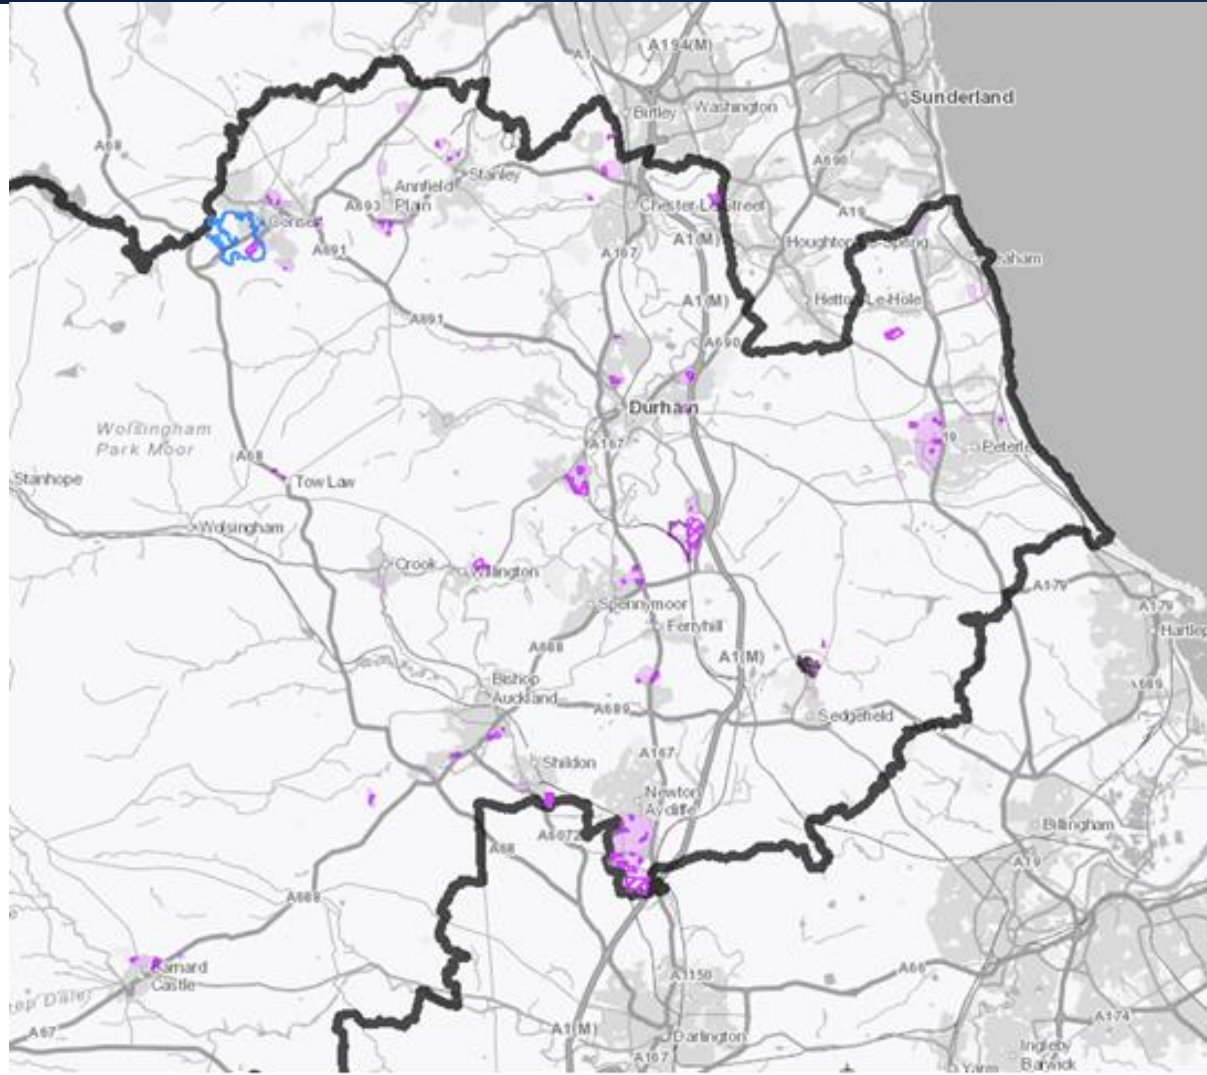 A194(M)
A1
Sunderland
Birtley
Washington
A68
A690
Stanley
Annfield
Plain
A693
Chester-Le-Street
A19
Consett
A691
A1(M)
Houghton-le-Spring
A167
Hetton-Le-Hole
A1(M)
A691
A690
Durham
Wolsingham
Park Moor
A167
19
A68
Stanhope
Tow Law
Wolsingham
Crook
Willington
A179
Spennymoor
A179
Ferryhill
A688
A1(M)
Bishop
Auckland
A689
A689
Sedgefield
A167
Shildon
Newton
Aycliffe
Billingham
A6072
A68
A19
A688
Barnard
Castle
A66
A1150
A67
A174
A1(M)
Darlington
A167
Ingleby
Barwick
Yarm